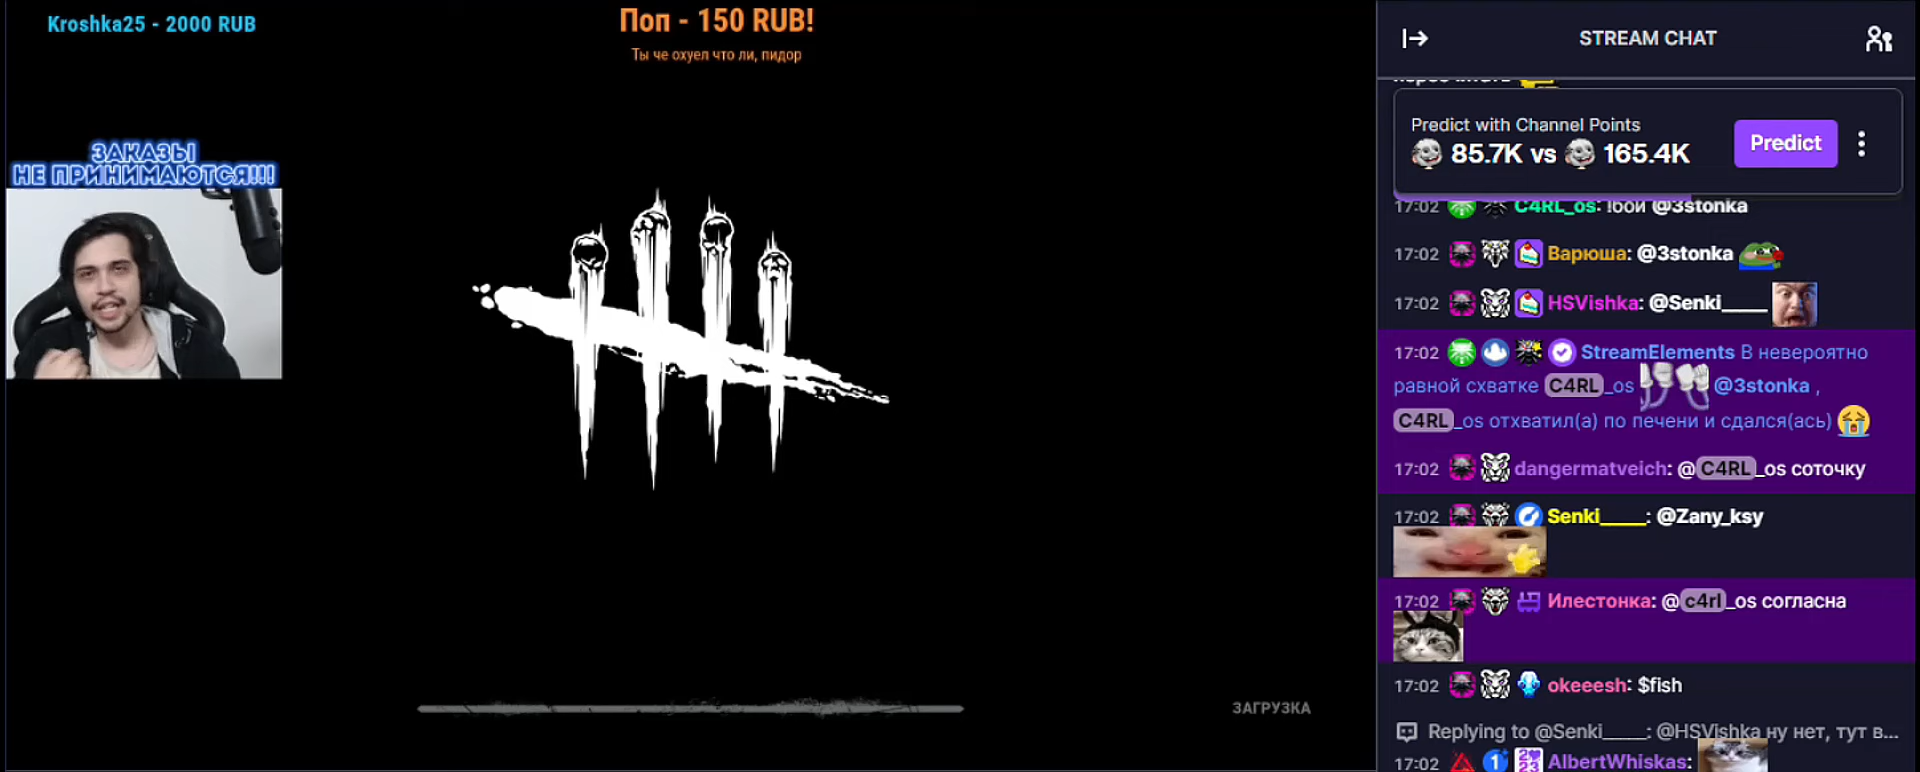 Kroshka25 - 2000 RUB
Поп - 150 RUB!
Ты че охуел что ли, пидор
ЗАКАЗЫ
НЕ ПРИНИМАЮТСЯ!!!
ЗАГРУЗКА
STREAM CHAT
Predict with Channel Points
85.7K vs 165.4K
Predict
17:02 C4RL_os: !бой @3stonka
17:02 Варюша: @3stonka
17:02 HSVishka: @Senki_____
17:02 StreamElements В невероятно
равной схватке C4RL_os @3stonka ,
C4RL_os отхватил(а) по печени и сдался(ась)
17:02 dangermatveich: @C4RL_os соточку
17:02 Senki_____: @Zany_ksy
17:02 Илестонка: @c4rl_os согласна
17:02 okeeesh: $fish
Replying to @Senki_____: @HSVishka ну нет, тут в...
17:02 AlbertWhiskas: